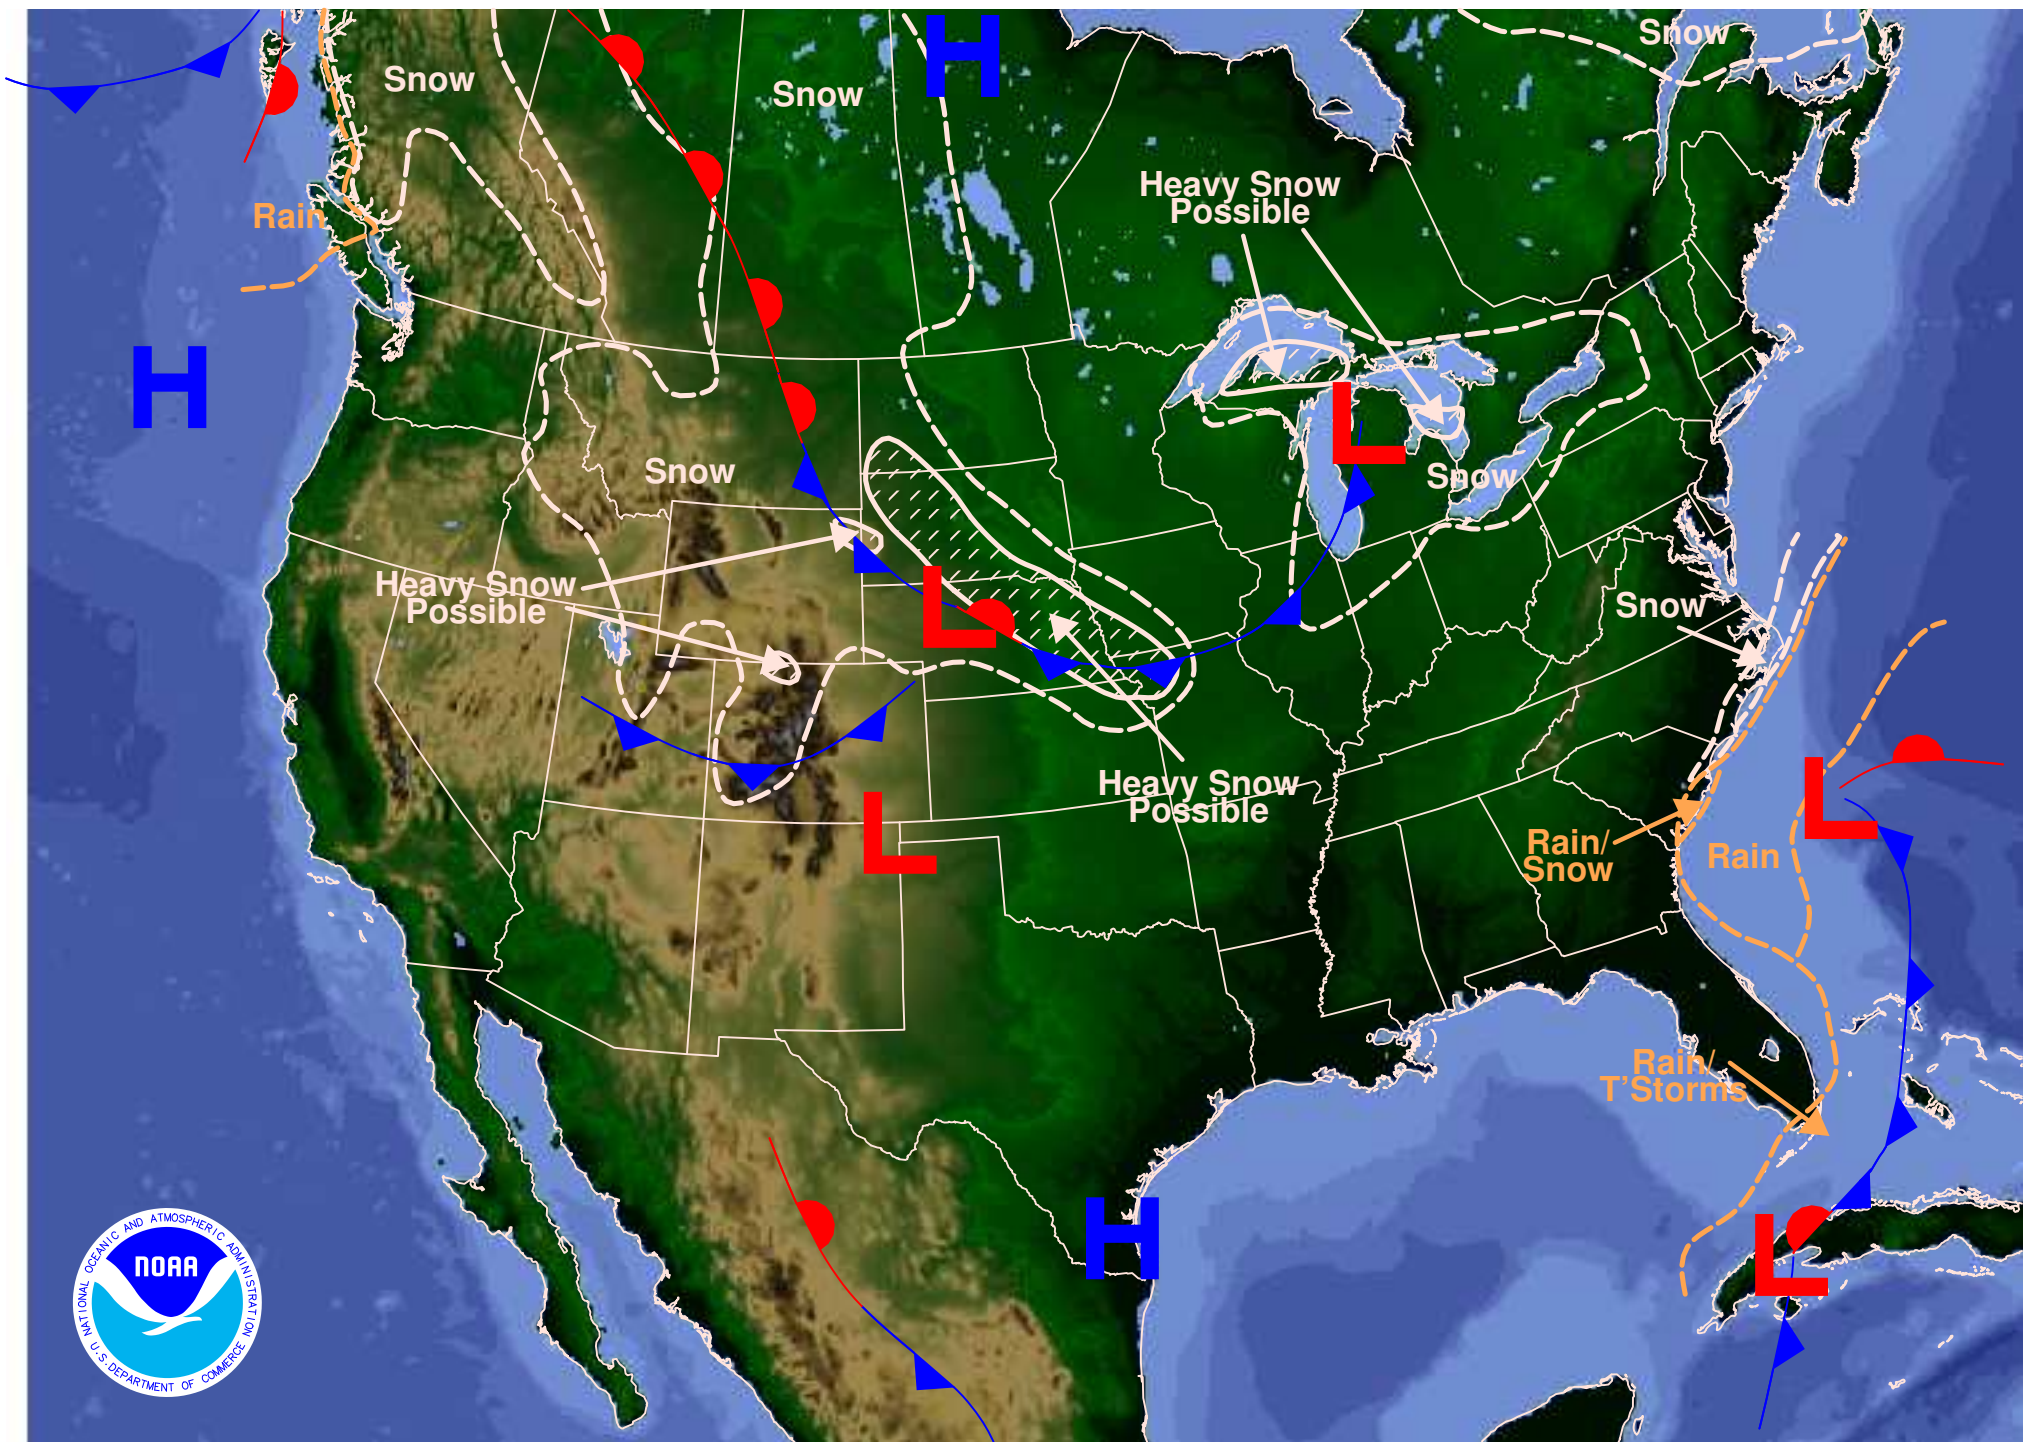 H
Snow
Snow
Snow
Heavy Snow
Possible
Rain
H
L
Snow
Snow
Heavy Snow
Possible
L
Snow
Heavy Snow
Possible
L
L
Rain/
Snow
Rain
Rain/
T'Storms
H
L
NOAA
NATIONAL OCEANIC AND ATMOSPHERIC ADMINISTRATION
U.S. DEPARTMENT OF COMMERCE